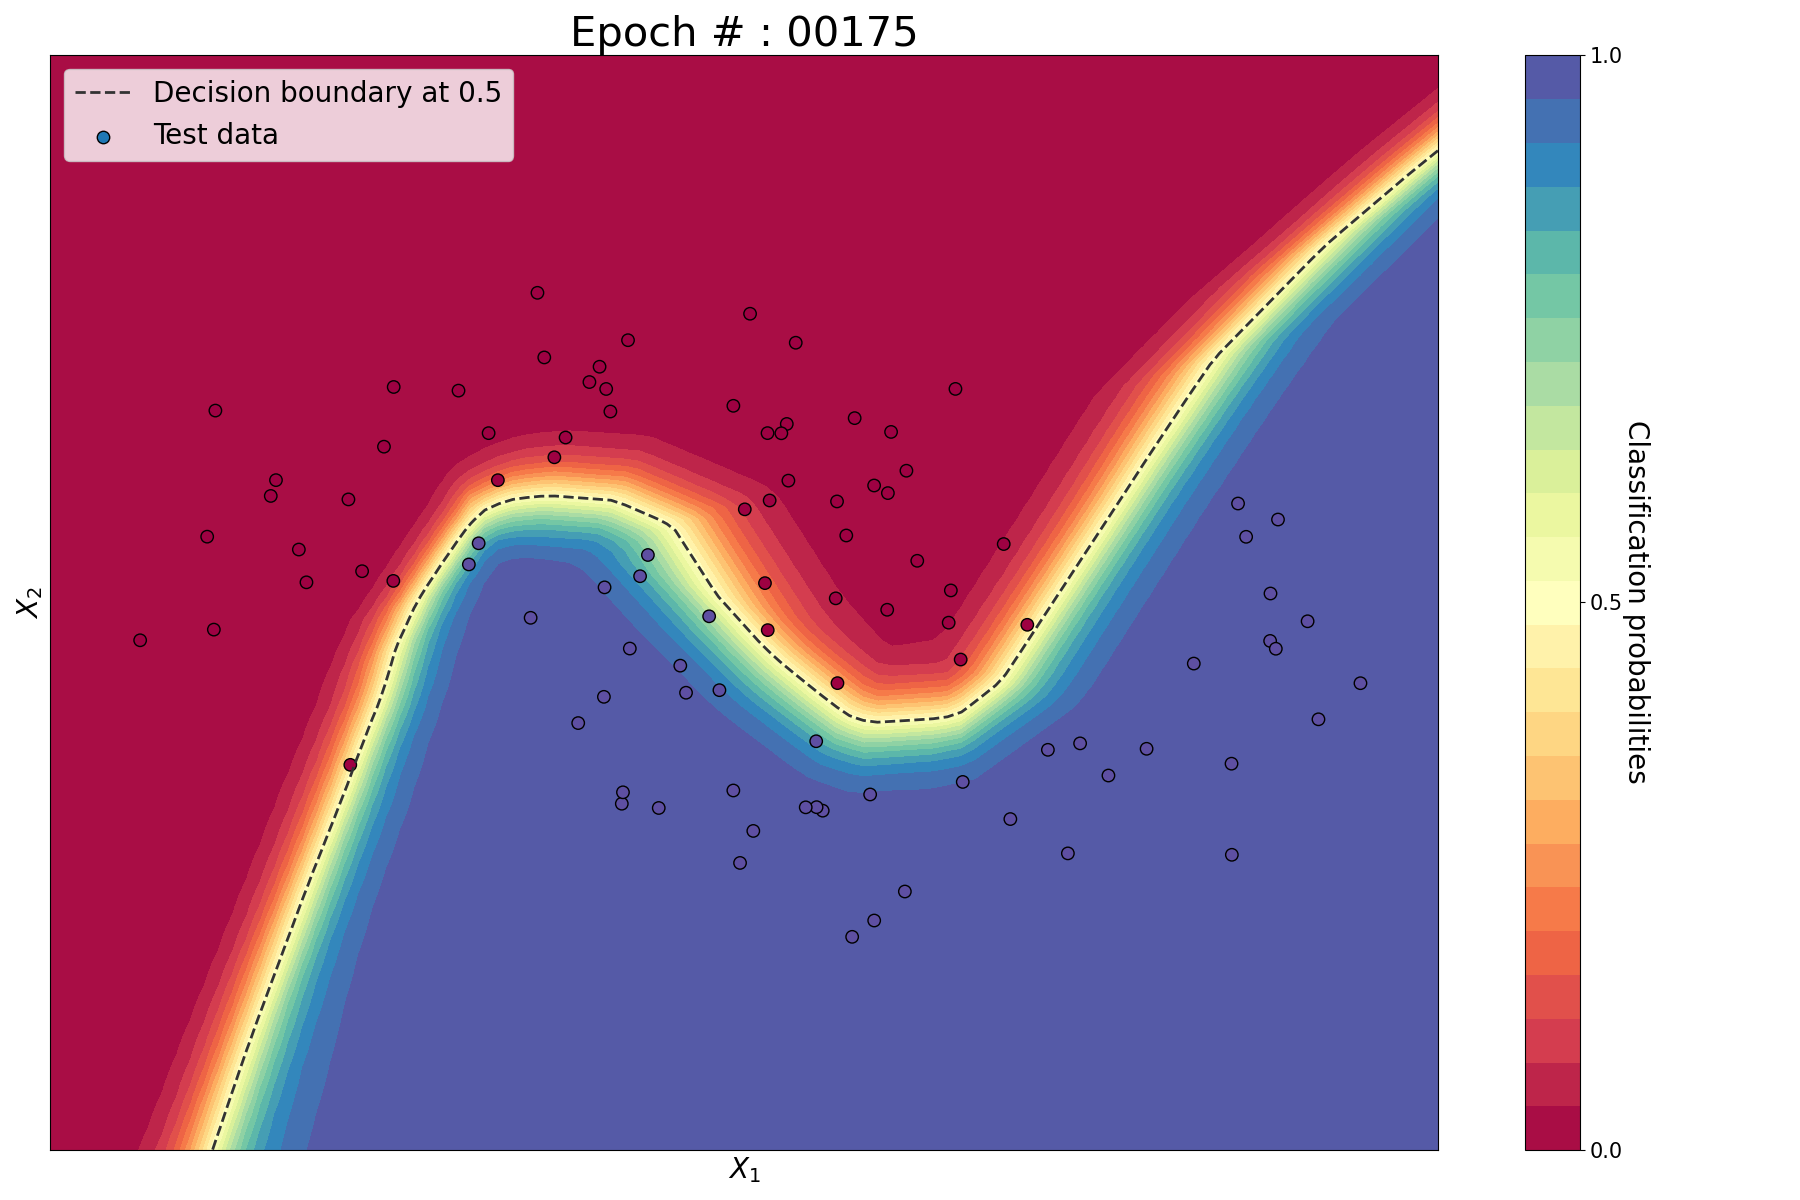 Epoch # : 00175
Decision boundary at 0.5
Test data
X₂
X₁
1.0
0.5
0.0
Classification probabilities